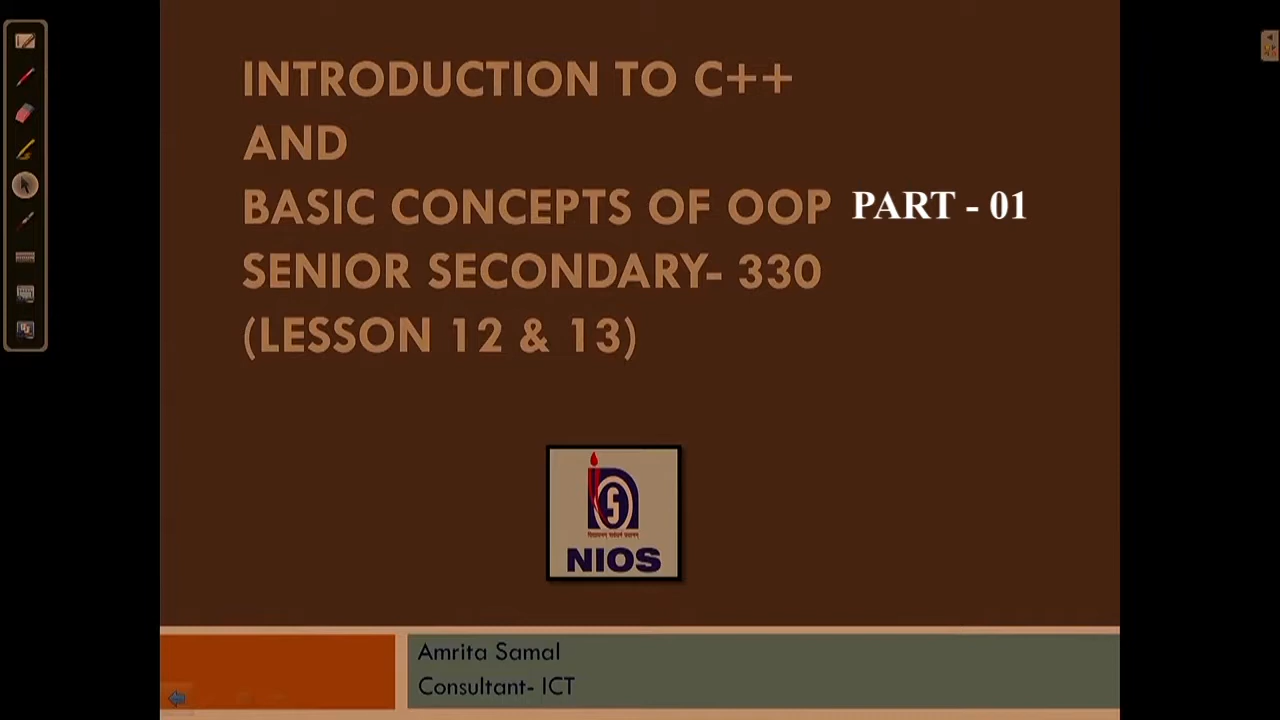 INTRODUCTION TO C++
AND
BASIC CONCEPTS OF OOP PART - 01
SENIOR SECONDARY- 330
(LESSON 12 & 13)
NIOS
Amrita Samal
Consultant- ICT